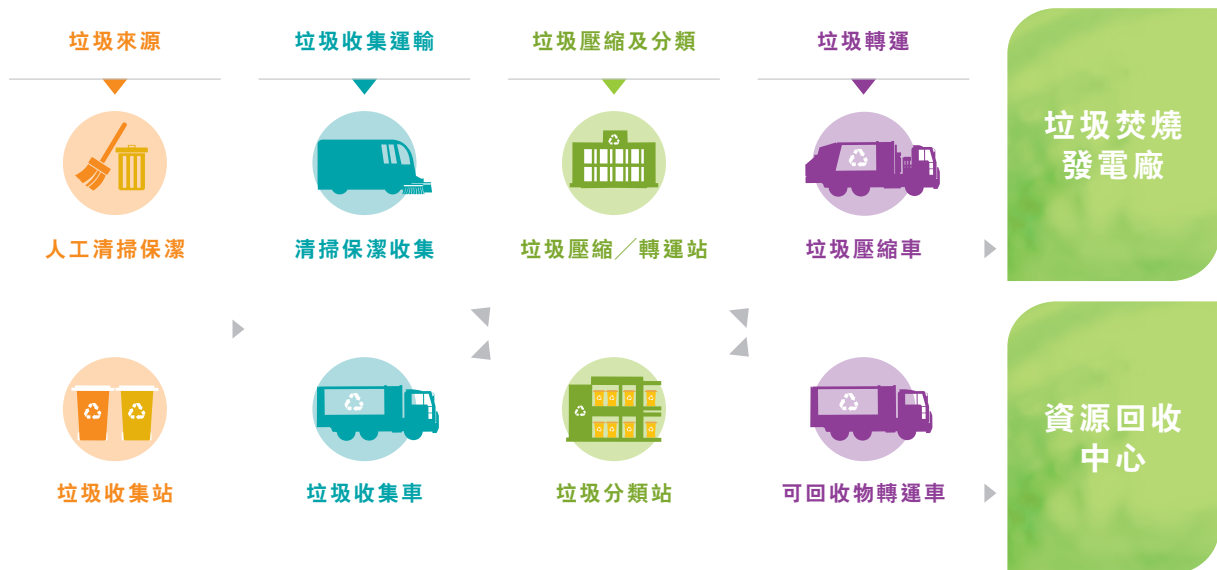 垃圾來源
垃圾收集運輸
垃圾壓縮及分類
垃圾轉運
垃圾焚燒
發電廠
人工清掃保潔
清掃保潔收集
垃圾壓縮／轉運站
垃圾壓縮車
資源回收
中心
垃圾收集站
垃圾收集車
垃圾分類站
可回收物轉運車